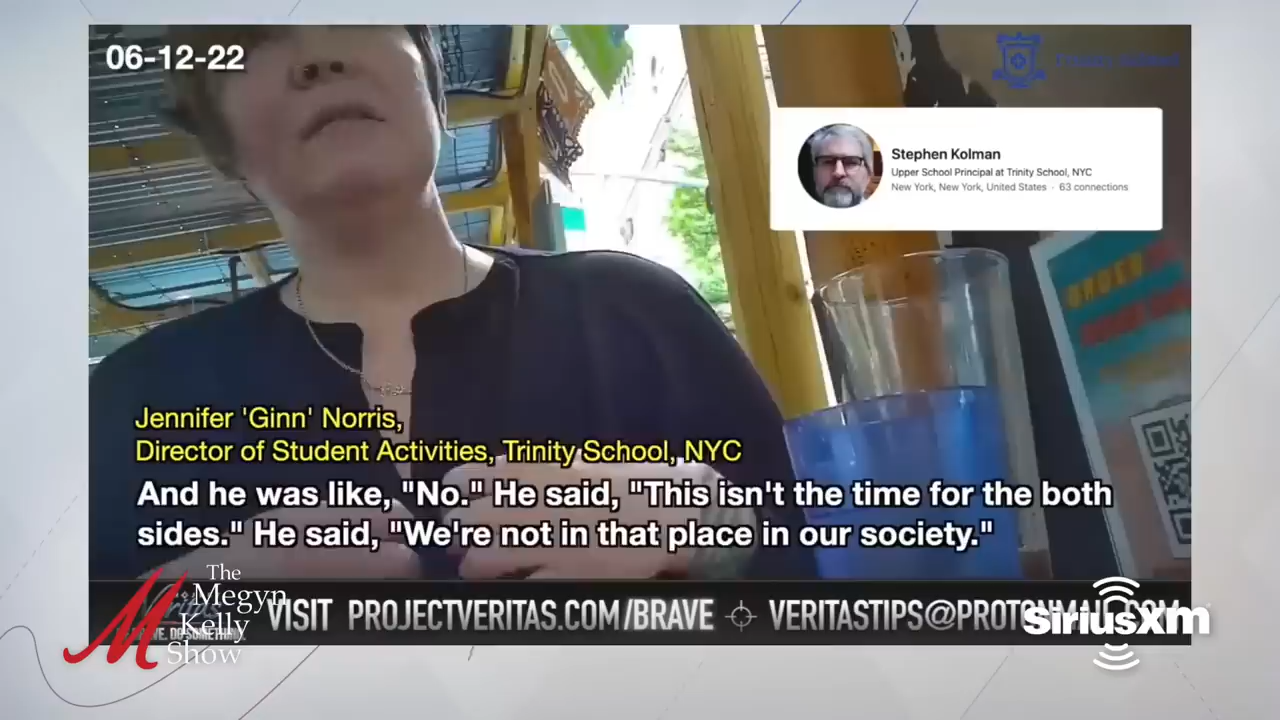 06-12-22
Stephen Kolman
Upper School Principal at Trinity School, NYC
New York, New York, United States · 63 connections
Jennifer 'Ginn' Norris,
Director of Student Activities, Trinity School, NYC
And he was like, "No." He said, "This isn't the time for the both
sides." He said, "We're not in that place in our society."
VISIT PROJECTVERITAS.COM/BRAVE VERITASTIPS@PROTONMAIL.COM
The
Megyn
Kelly
Show
SiriusXM